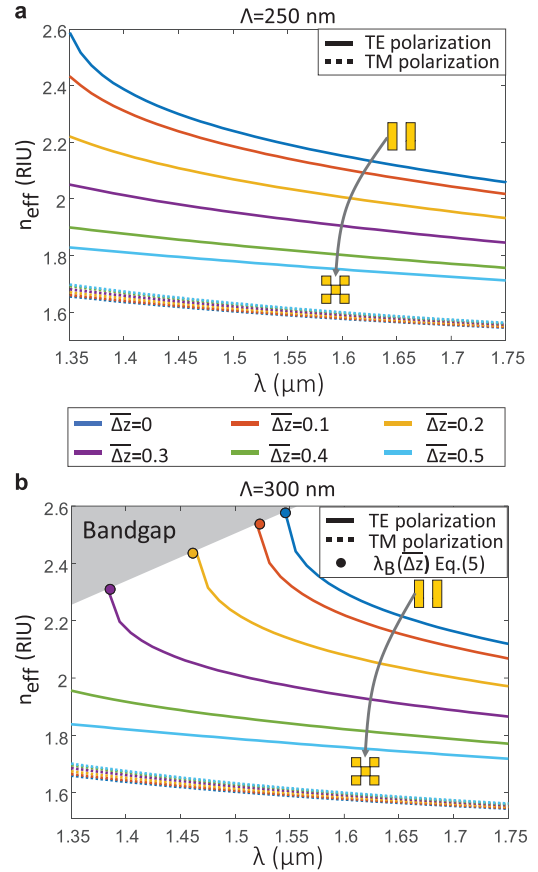 a
Λ=250 nm
TE polarization
TM polarization
2.6
2.4
2.2
2
1.8
1.6
n_eff (RIU)
1.35 1.4 1.45 1.5 1.55 1.6 1.65 1.7 1.75
λ (μm)
Δz̅=0 Δz̅=0.1 Δz̅=0.2
Δz̅=0.3 Δz̅=0.4 Δz̅=0.5
b
Λ=300 nm
Bandgap
TE polarization
TM polarization
λ_B(Δz̅) Eq.(5)
2.6
2.4
2.2
2
1.8
1.6
n_eff (RIU)
1.35 1.4 1.45 1.5 1.55 1.6 1.65 1.7 1.75
λ (μm)